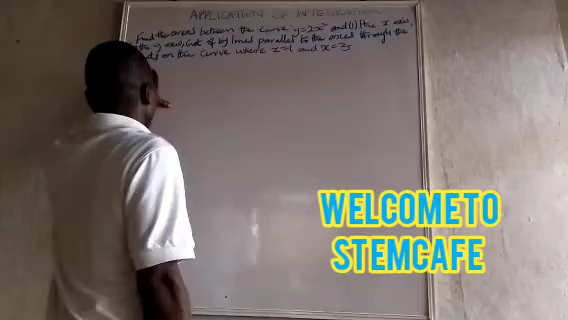 APPLICATION OF INTEGRATION
Find the areas between the curve y=2x² and (i) the x axis,
the y axis, cut off by lines parallel to the axes through the
on the curve where x=1 and x=3
WELCOME TO
STEMCAFE